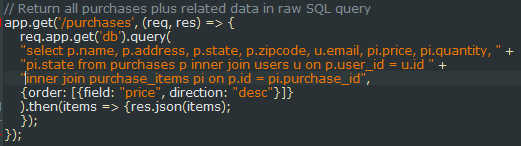 // Return all purchases plus related data in raw SQL query
app.get('/purchases', (req, res) => {
req.app.get('db').query(
"select p.name, p.address, p.state, p.zipcode, u.email, pi.price, pi.quantity, " +
"pi.state from purchases p inner join users u on p.user_id = u.id " +
"inner join purchase_items pi on p.id = pi.purchase_id",
{order: [{field: "price", direction: "desc"}]}
).then(items => {res.json(items);
});
});